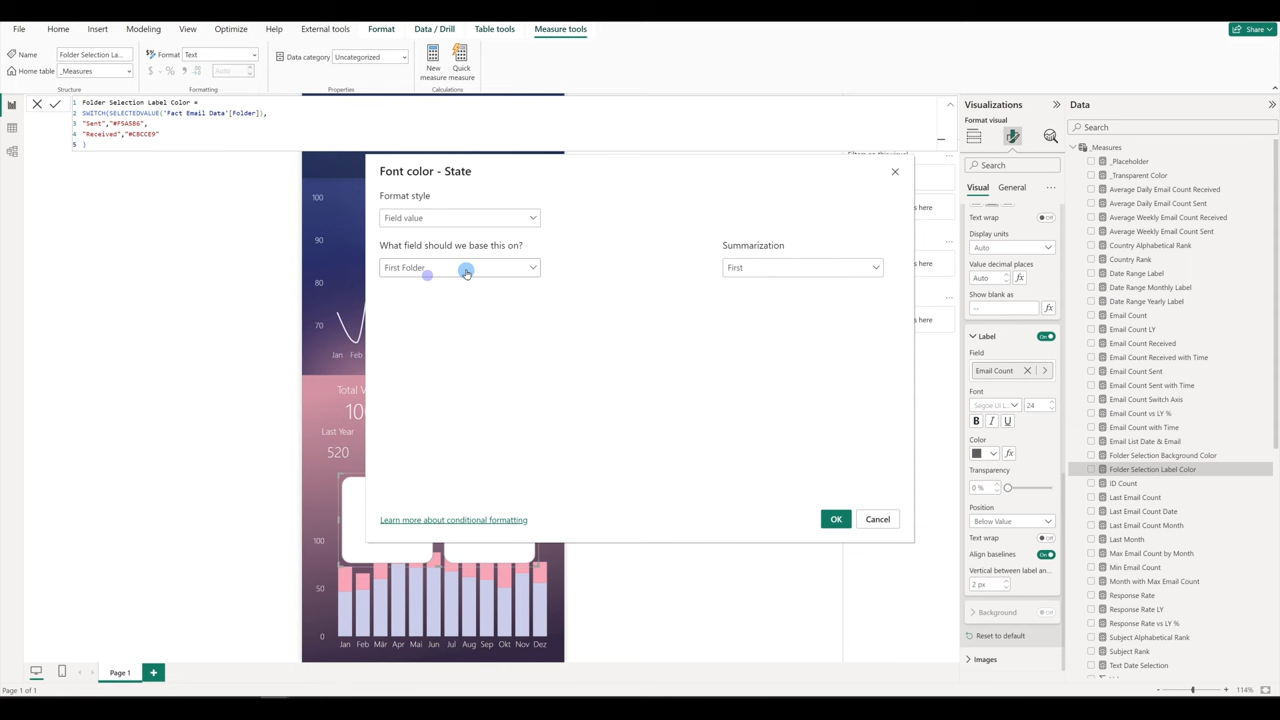 File Home Insert Modeling View Optimize Help External tools Format Data / Drill Table tools Measure tools Share
Name Folder Selection La... Format Text Data category Uncategorized New measure Quick measure
Home table _Measures $ % Auto
Structure Formatting Properties Calculations
1 Folder Selection Label Color =
2 SWITCH(SELECTEDVALUE('Fact Email Data'[Folder]),
3 "Sent","#F5A5B6",
4 "Received","#CBCCE9"
5 )
100
90
80
70
Jan Feb
Total V
Last Year
520
100
50
0
Jan Feb Mär Apr Mai Jun Jul Aug Sep Okt Nov Dez
Font color - State
Format style
Field value
What field should we base this on?
First Folder
Summarization
First
Learn more about conditional formatting
OK Cancel
s here
s here
s here
Visualizations
Format visual
Search
Visual General ...
Text wrap Off
Display units
Auto
Value decimal places
Auto
Show blank as
--
Label On
Field
Email Count
Font
Segoe UI L... 24
B I U
Color
Transparency
0 %
Position
Below Value
Text wrap Off
Align baselines On
Vertical between label an...
2 px
Background Off
Reset to default
Images
Data
Search
_Measures
_Placeholder
_Transparent Color
Average Daily Email Count Received
Average Daily Email Count Sent
Average Weekly Email Count Received
Average Weekly Email Count Sent
Country Alphabetical Rank
Country Rank
Date Range Label
Date Range Monthly Label
Date Range Yearly Label
Email Count
Email Count LY
Email Count Received
Email Count Received with Time
Email Count Sent
Email Count Sent with Time
Email Count Switch Axis
Email Count vs LY %
Email Count with Time
Email List Date & Email
Folder Selection Background Color
Folder Selection Label Color
ID Count
Last Email Count
Last Email Count Date
Last Email Count Month
Last Month
Max Email Count by Month
Min Email Count
Month with Max Email Count
Response Rate
Response Rate LY
Response Rate vs LY %
Subject Alphabetical Rank
Subject Rank
Text Date Selection
Page 1
Page 1 of 1
114%